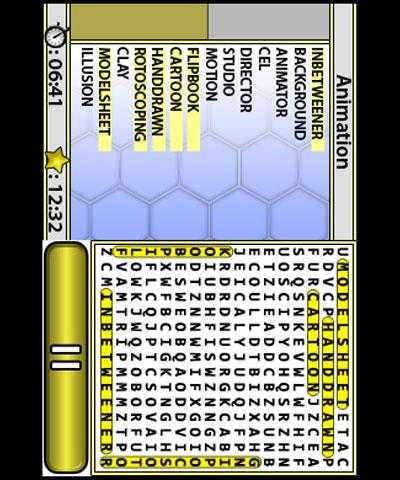 Animation
INBETWEENER
BACKGROUND
ANIMATOR
CEL
DIRECTOR
STUDIO
MOTION
FLIPBOOK
CARTOON
HANDDRAWN
ROTOSCOPING
CLAY
MODELSHEET
ILLUSION
: 06:41
: 12:32
U M O D E L S H E E T E T A C
R D V C P H A N D D R A W N P
F U R C A R T O O N J Z C E A
S R Q S N K E V W L W F H I F
U O S C I P Y O H Q S R Z H N
E T Z I E A D D C B Z S U N B
E C O U L L D T B I Z X A H G
J E I C A L Y J U D Q J F P N
K R D R D N U O R G K C A B I
O I U B H F I S W Z N N G Z P
O D T Z N N W M I F X G O I O
B E S W E O B Q A O D D V I C
P X W F B C I G K T N G L H S
I F L C Q J P T C S O V A I O
L O W K J W Q Z O B O R F U T
F V A M T R I P M M M Z T P O
Z C M I N B E T W E E N E R R